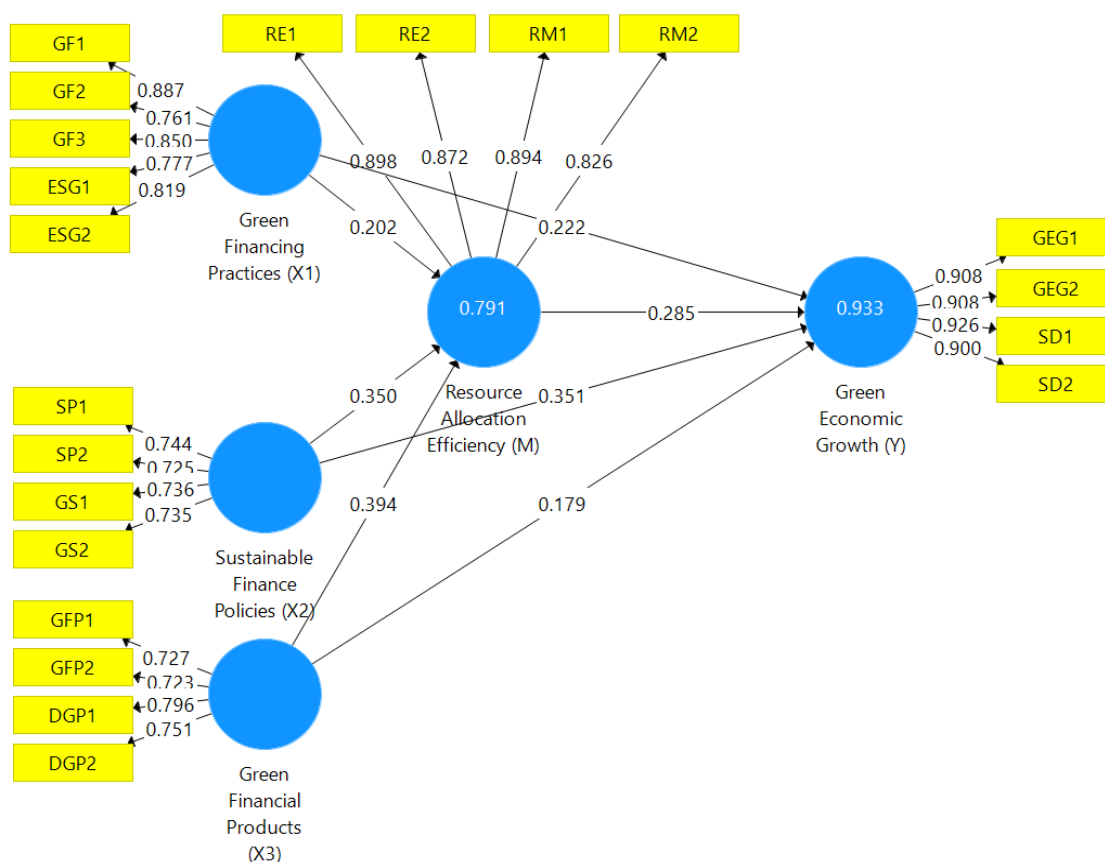 GF1
GF2
GF3
ESG1
ESG2
0.887
0.761
0.850
0.777
0.819
Green
Financing
Practices (X1)
RE1
RE2
RM1
RM2
0.898
0.872
0.894
0.826
0.202
0.222
0.791
Resource
Allocation
Efficiency (M)
0.285
0.933
Green
Economic
Growth (Y)
0.908
0.908
0.926
0.900
GEG1
GEG2
SD1
SD2
SP1
SP2
GS1
GS2
0.744
0.725
0.736
0.735
Sustainable
Finance
Policies (X2)
0.350
0.351
0.394
0.179
GFP1
GFP2
DGP1
DGP2
0.727
0.723
0.796
0.751
Green
Financial
Products
(X3)